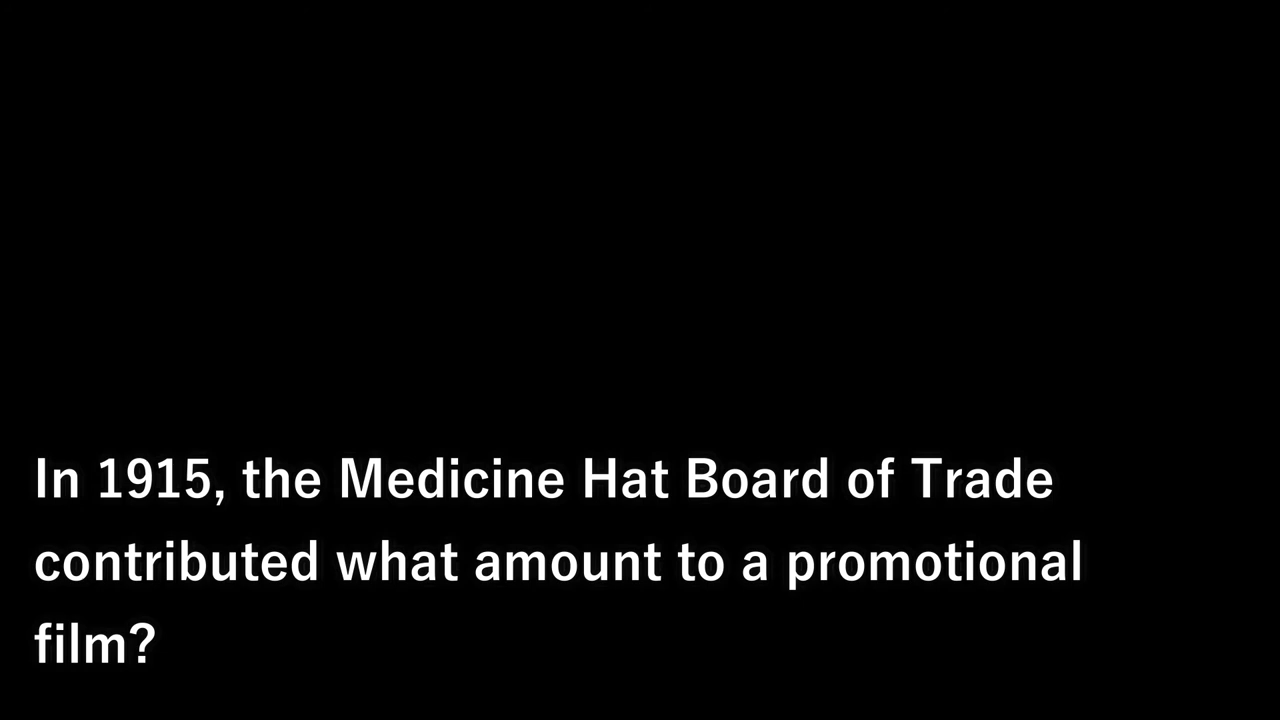 In 1915, the Medicine Hat Board of Trade
contributed what amount to a promotional
film?